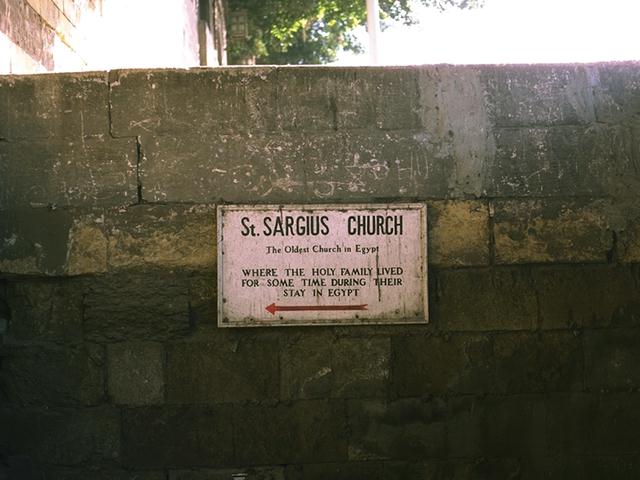 St. SARGIUS CHURCH
The Oldest Church in Egypt
WHERE THE HOLY FAMILY LIVED
FOR SOME TIME DURING THEIR
STAY IN EGYPT